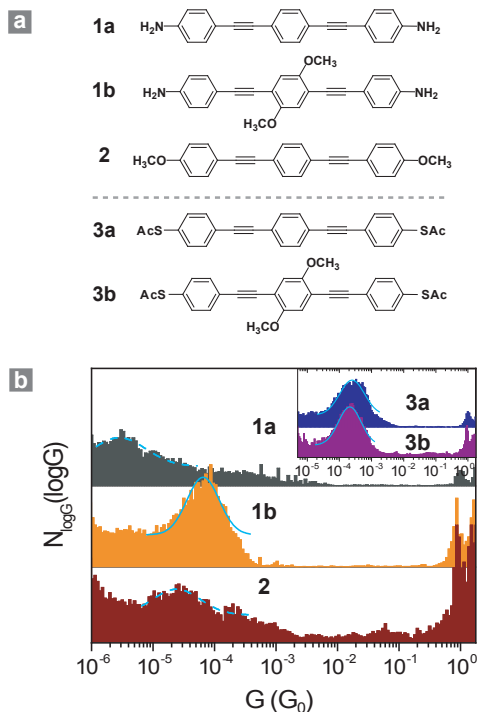 a
1a
H₂N
NH₂
1b
H₂N
OCH₃
NH₂
H₃CO
2
H₃CO
OCH₃
3a
AcS
SAc
3b
AcS
OCH₃
SAc
H₃CO
b
N_logG(logG)
1a
3a
3b
10⁻⁵ 10⁻⁴ 10⁻³ 10⁻² 10⁻¹ 10⁰
1b
2
10⁻⁶ 10⁻⁵ 10⁻⁴ 10⁻³ 10⁻² 10⁻¹ 10⁰
G (G₀)